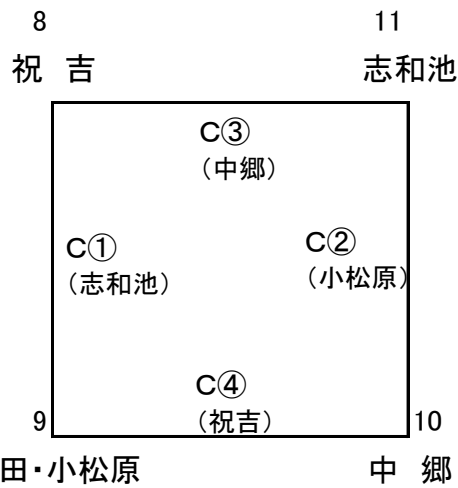 8 11
祝 吉 志和池
C③
(中郷)
C① C②
(志和池) (小松原)
C④
9 (祝吉) 10
田・小松原 中 郷